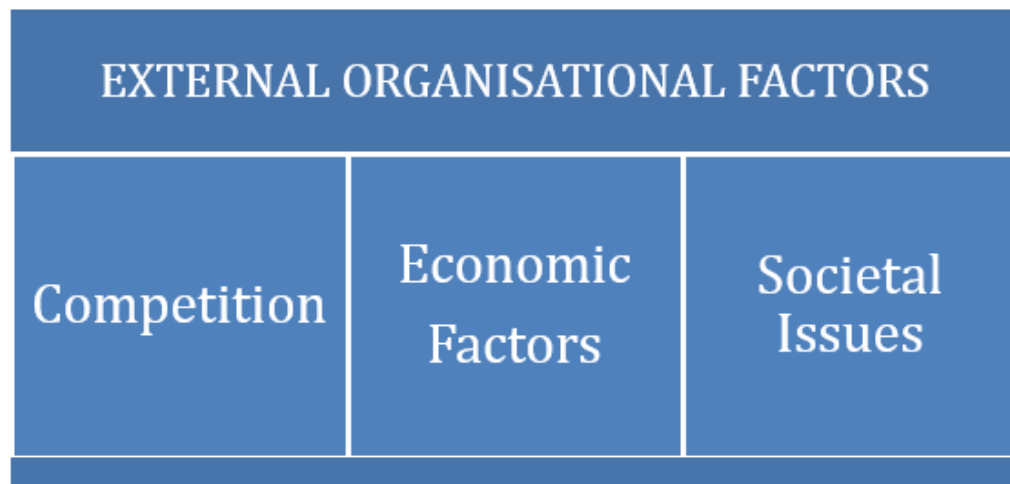 EXTERNAL ORGANISATIONAL FACTORS
Competition
Economic
Factors
Societal
Issues